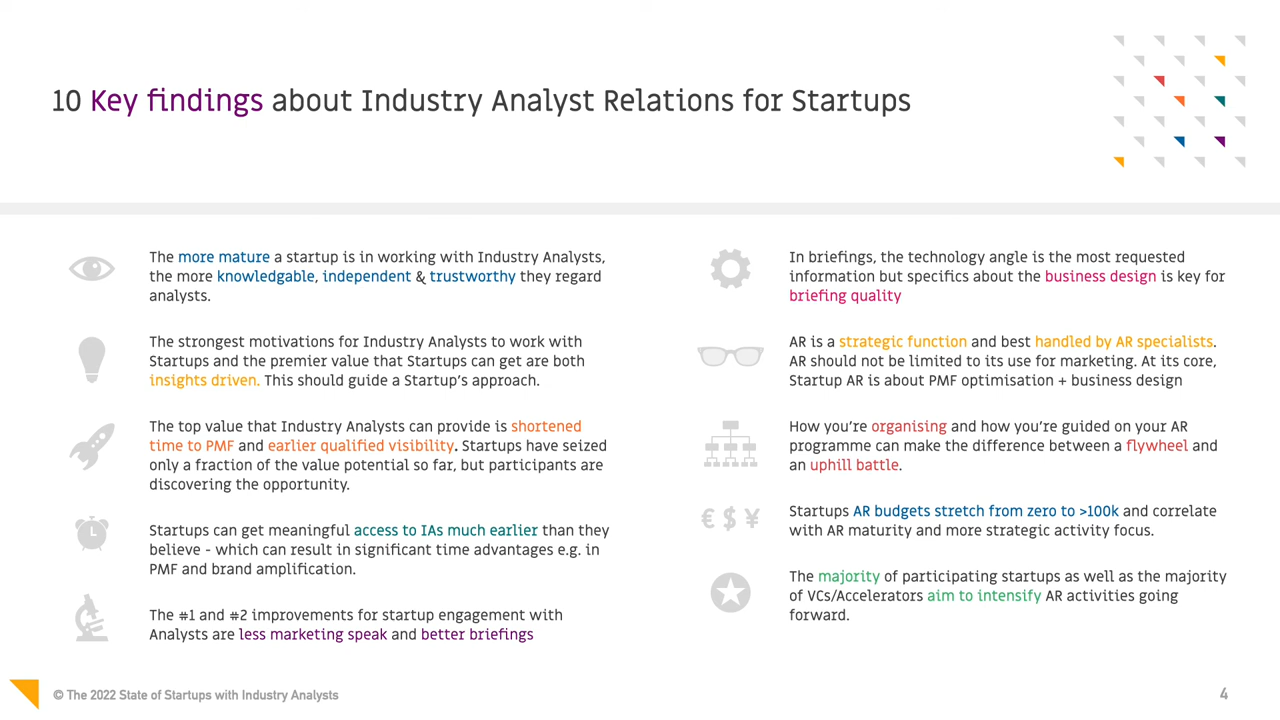 10 Key findings about Industry Analyst Relations for Startups
The more mature a startup is in working with Industry Analysts,
the more knowledgable, independent & trustworthy they regard
analysts.
The strongest motivations for Industry Analysts to work with
Startups and the premier value that Startups can get are both
insights driven. This should guide a Startup's approach.
The top value that Industry Analysts can provide is shortened
time to PMF and earlier qualified visibility. Startups have seized
only a fraction of the value potential so far, but participants are
discovering the opportunity.
Startups can get meaningful access to IAs much earlier than they
believe - which can result in significant time advantages e.g. in
PMF and brand amplification.
The #1 and #2 improvements for startup engagement with
Analysts are less marketing speak and better briefings
In briefings, the technology angle is the most requested
information but specifics about the business design is key for
briefing quality
AR is a strategic function and best handled by AR specialists.
AR should not be limited to its use for marketing. At its core,
Startup AR is about PMF optimisation + business design
How you're organising and how you're guided on your AR
programme can make the difference between a flywheel and
an uphill battle.
€ $ ¥
Startups AR budgets stretch from zero to >100k and correlate
with AR maturity and more strategic activity focus.
The majority of participating startups as well as the majority
of VCs/Accelerators aim to intensify AR activities going
forward.
© The 2022 State of Startups with Industry Analysts
4